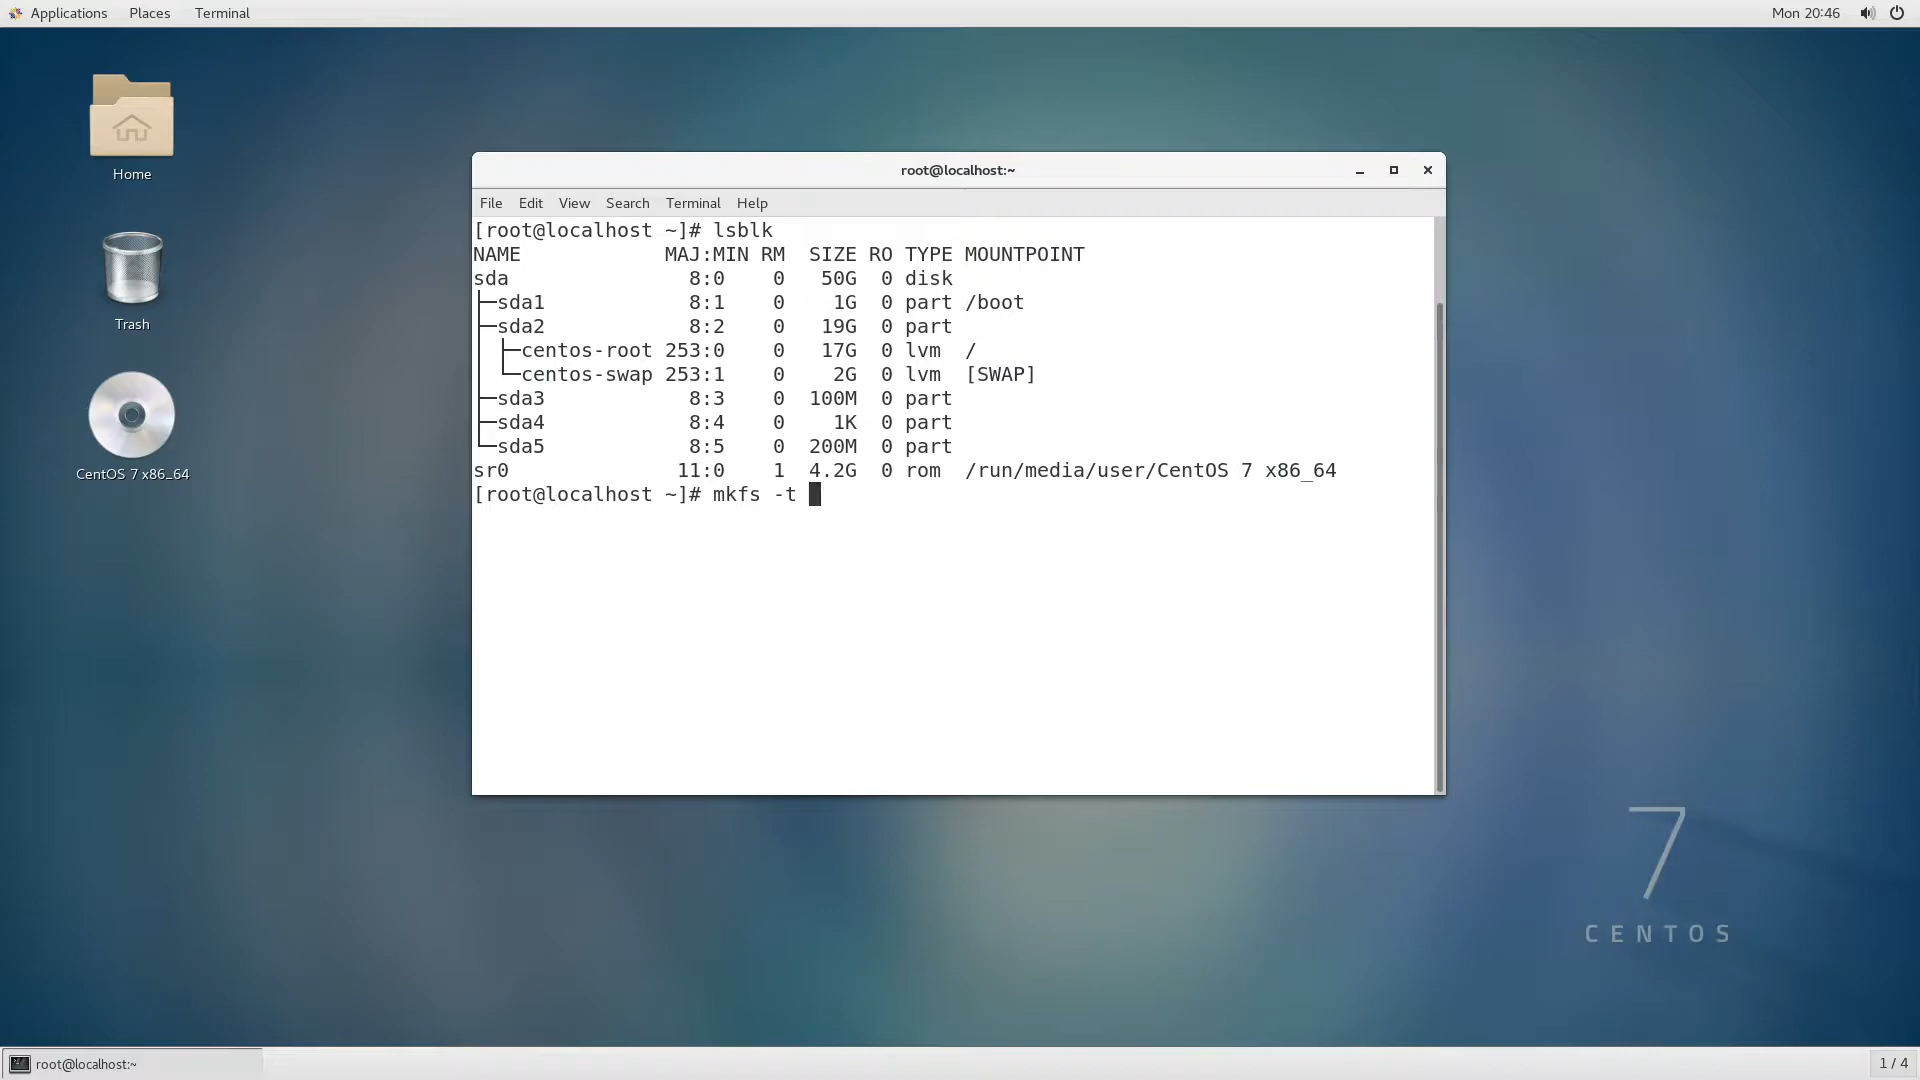 Applications Places Terminal Mon 20:46
Home
Trash
CentOS 7 x86_64
root@localhost:~
File Edit View Search Terminal Help
[root@localhost ~]# lsblk
NAME            MAJ:MIN RM  SIZE RO TYPE MOUNTPOINT
sda               8:0    0   50G  0 disk
├─sda1            8:1    0    1G  0 part /boot
├─sda2            8:2    0   19G  0 part
│ ├─centos-root 253:0    0   17G  0 lvm  /
│ └─centos-swap 253:1    0    2G  0 lvm  [SWAP]
├─sda3            8:3    0  100M  0 part
├─sda4            8:4    0    1K  0 part
└─sda5            8:5    0  200M  0 part
sr0              11:0    1  4.2G  0 rom  /run/media/user/CentOS 7 x86_64
[root@localhost ~]# mkfs -t
7
CENTOS
root@localhost:~ 1 / 4